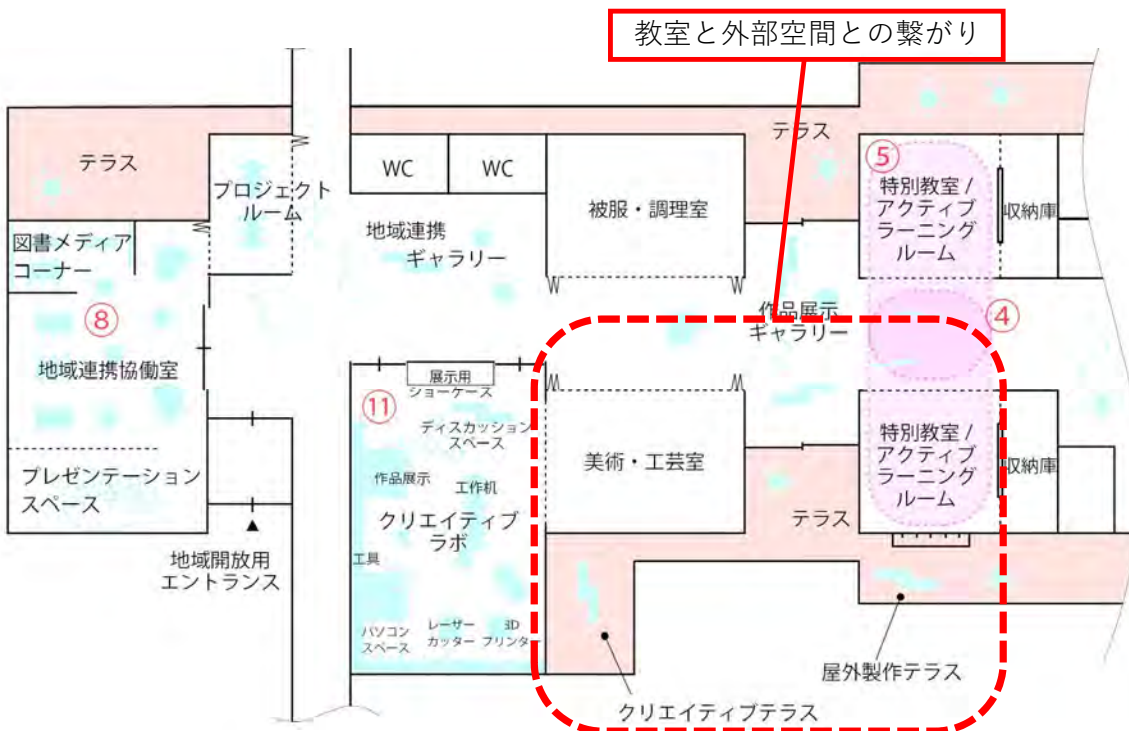 教室と外部空間との繋がり
テラス
プロジェクト
ルーム
図書メディア
コーナー
⑧
地域連携協働室
プレゼンテーション
スペース
地域開放用
エントランス
WC
WC
地域連携
ギャラリー
被服・調理室
テラス
⑤
特別教室 /
アクティブ
ラーニング
ルーム
収納庫
作品展示
ギャラリー
④
展示用
ショーケース
⑪
ディスカッション
スペース
作品展示
工作机
クリエイティブ
ラボ
工具
パソコン
スペース
レーザー
カッター
3D
プリンター
美術・工芸室
テラス
特別教室 /
アクティブ
ラーニング
ルーム
収納庫
屋外製作テラス
クリエイティブテラス